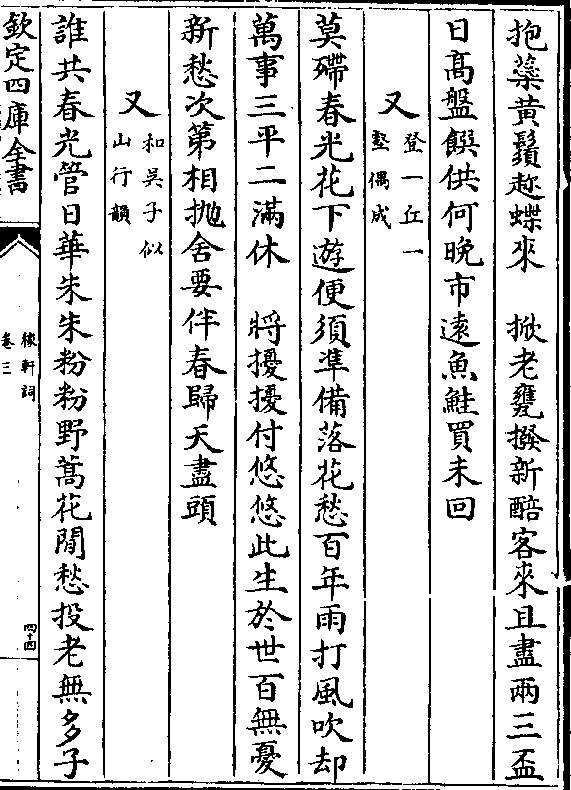 抱蘂黄鬚趂蝶來　掀老甕撥新醅客來且盡兩三盃
日高盤饌供何晚市遠魚鮭買未回
又登一丘一
壑偶成
莫殢春光花下遊便須準備落花愁百年雨打風吹却
萬事三平二滿休　將擾擾付悠悠此生於世百無憂
新愁次第相抛舍要伴春歸天盡頭
又和吳子似
山行韻
誰共春光管日華朱朱粉粉野蒿花閒愁投老無多子
欽定四庫全書
稼軒詞
卷三
四十四